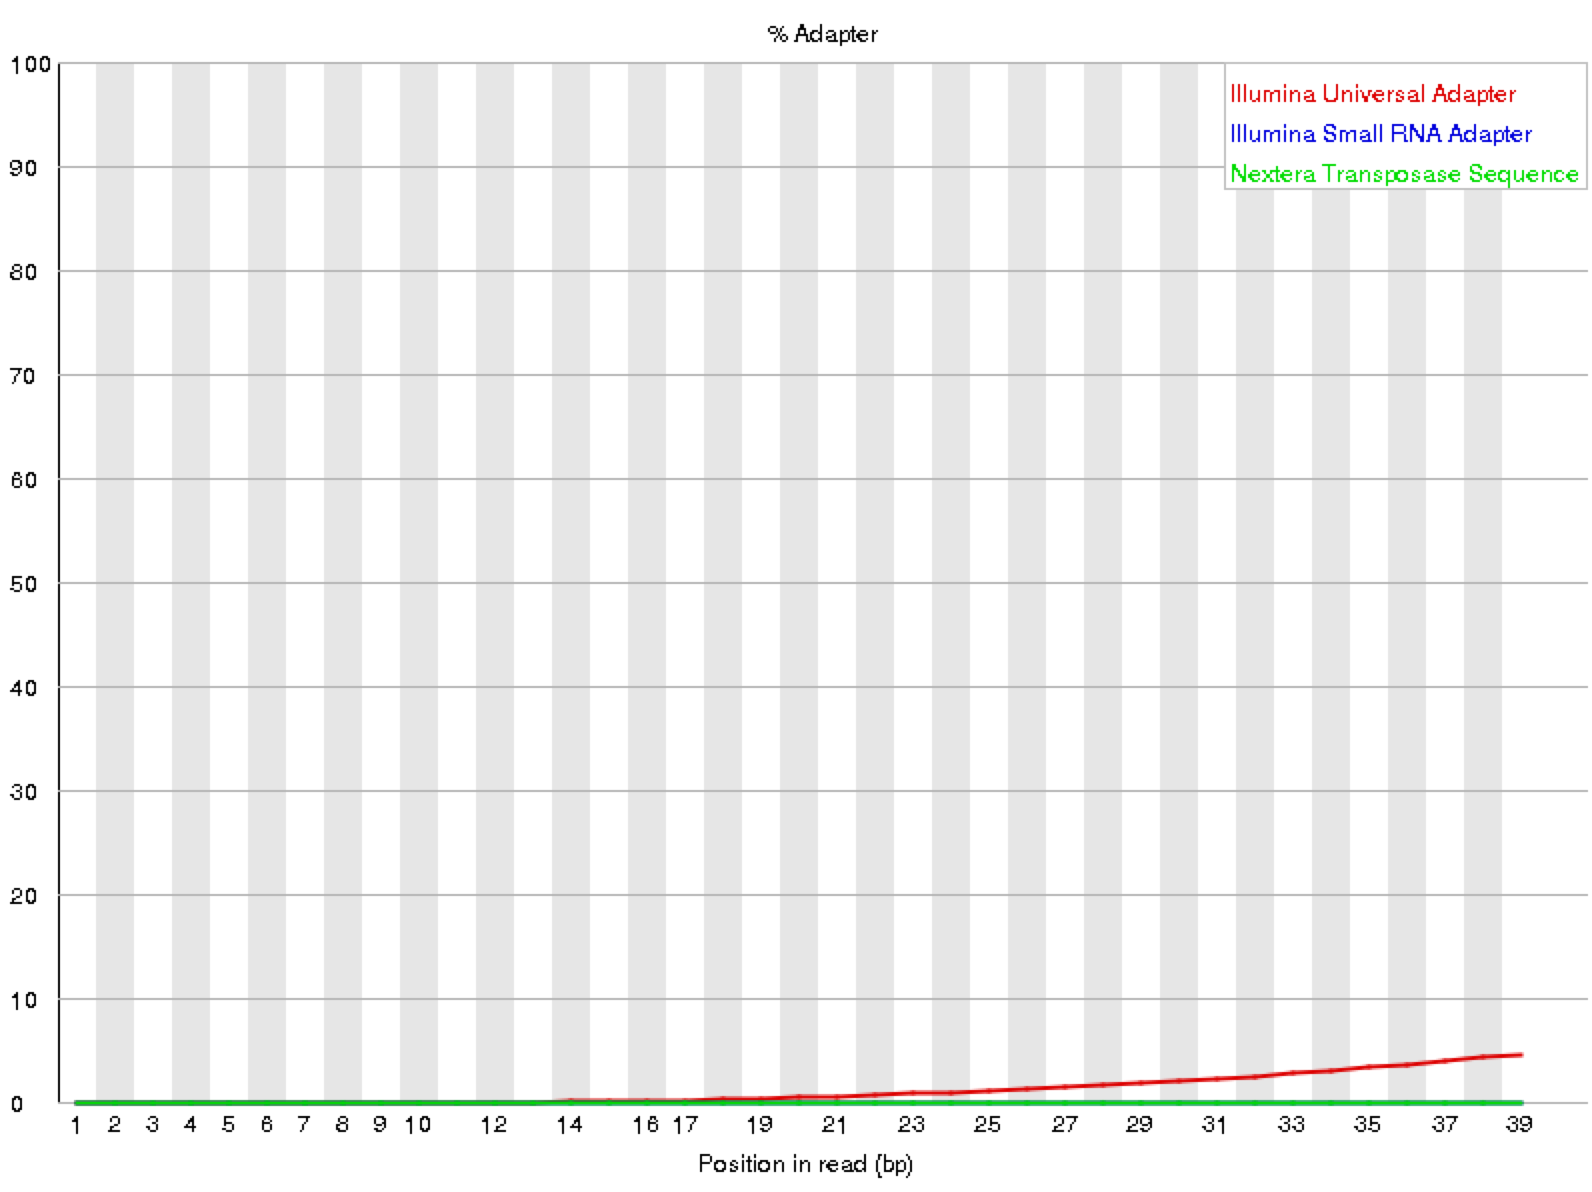 % Adapter
100
Illumina Universal Adapter
Illumina Small RNA Adapter
90
Nextera Transposase Sequence
80
70
60
50
40
30
20
10
0
1 2 3 4 5 6 7 8 9 10 12 14 16 17 19 21 23 25 27 29 31 33 35 37 39
Position in read (bp)